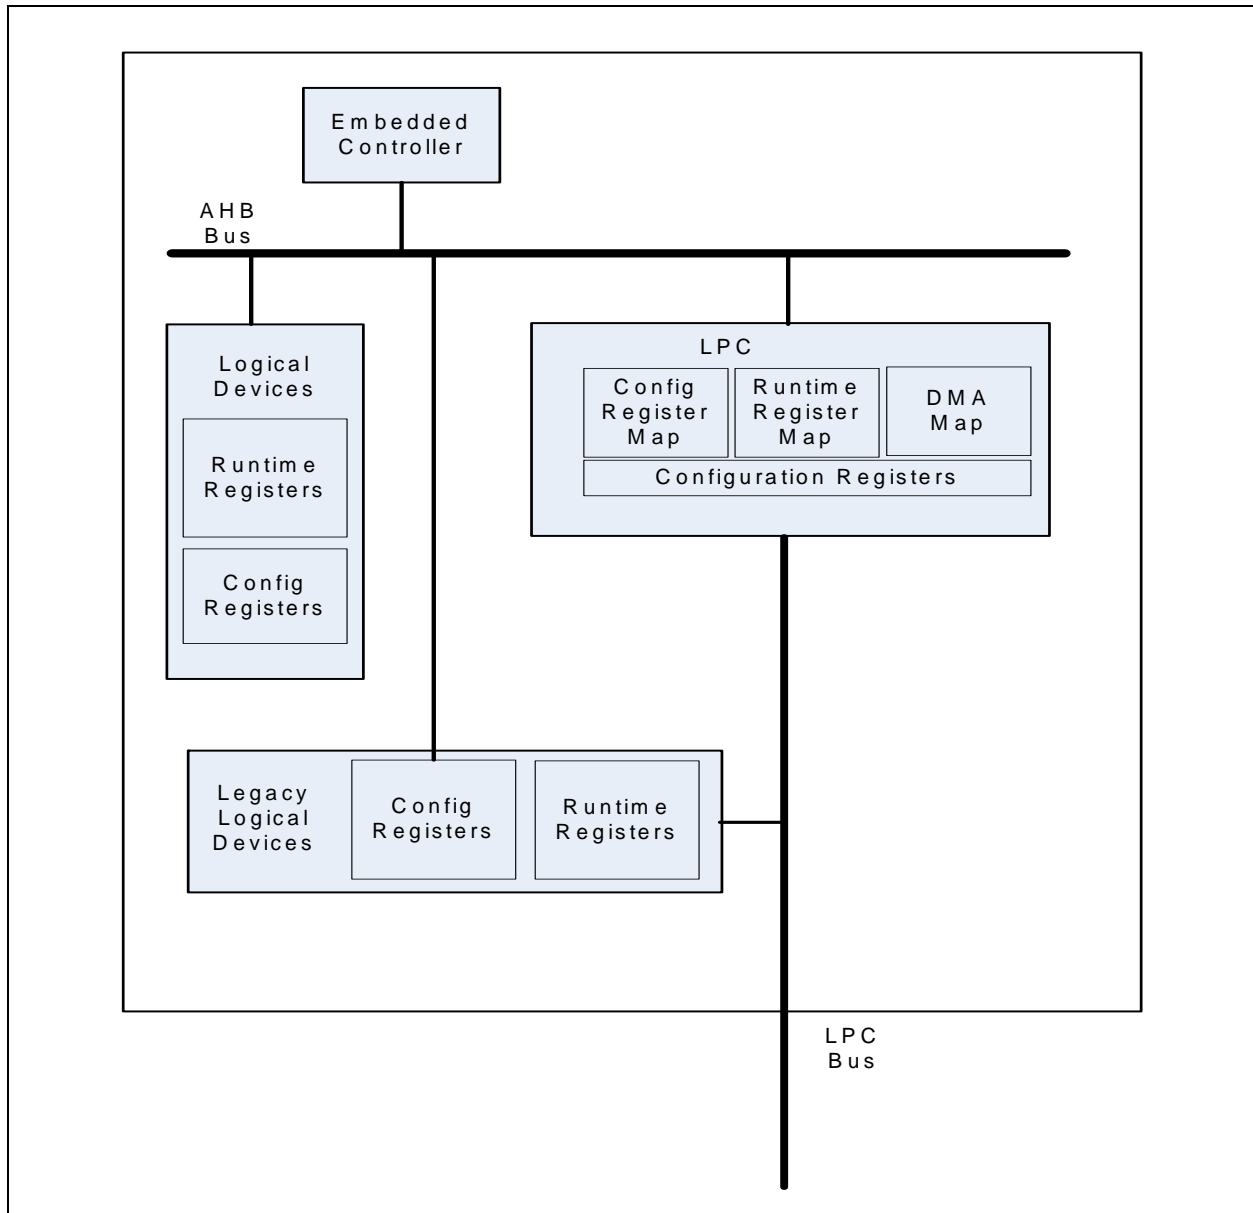 Embedded
Controller
AHB
Bus
Logical
Devices
Runtime
Registers
Config
Registers
LPC
Config
Register
Map
Runtime
Register
Map
DMA
Map
Configuration Registers
Legacy
Logical
Devices
Config
Registers
Runtime
Registers
LPC
Bus